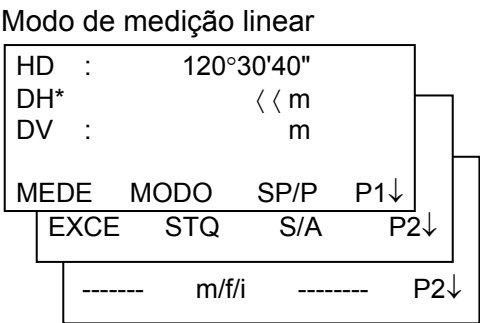 Modo de medição linear
HD : 120°30'40"
DH* 〈〈 m
DV : m
MEDE MODO SP/P P1↓
EXCE STQ S/A P2↓
------- m/f/i -------- P2↓